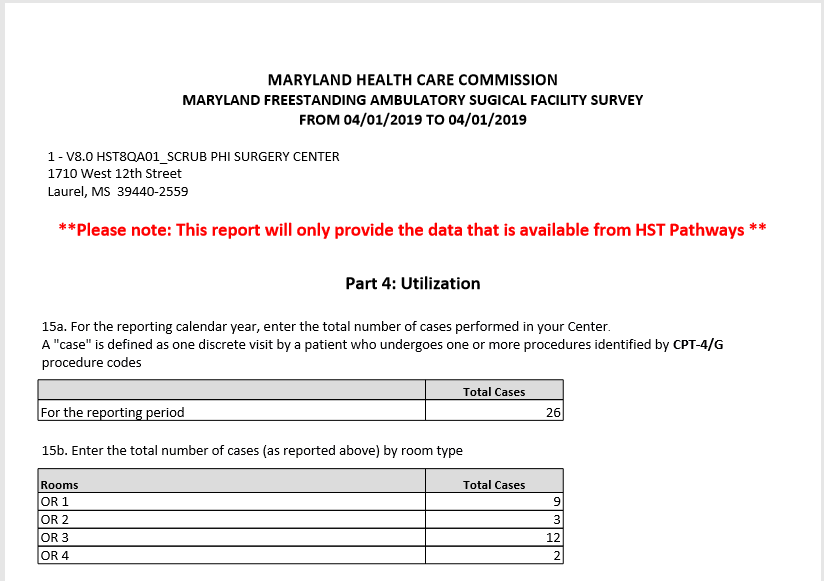 MARYLAND HEALTH CARE COMMISSION
MARYLAND FREESTANDING AMBULATORY SUGICAL FACILITY SURVEY
FROM 04/01/2019 TO 04/01/2019
1 - V8.0 HST8QA01_SCRUB PHI SURGERY CENTER
1710 West 12th Street
Laurel, MS 39440-2559
**Please note: This report will only provide the data that is available from HST Pathways **
Part 4: Utilization
15a. For the reporting calendar year, enter the total number of cases performed in your Center.
A "case" is defined as one discrete visit by a patient who undergoes one or more procedures identified by CPT-4/G
procedure codes
Total Cases
For the reporting period 26
15b. Enter the total number of cases (as reported above) by room type
Rooms Total Cases
OR 1 9
OR 2 3
OR 3 12
OR 4 2